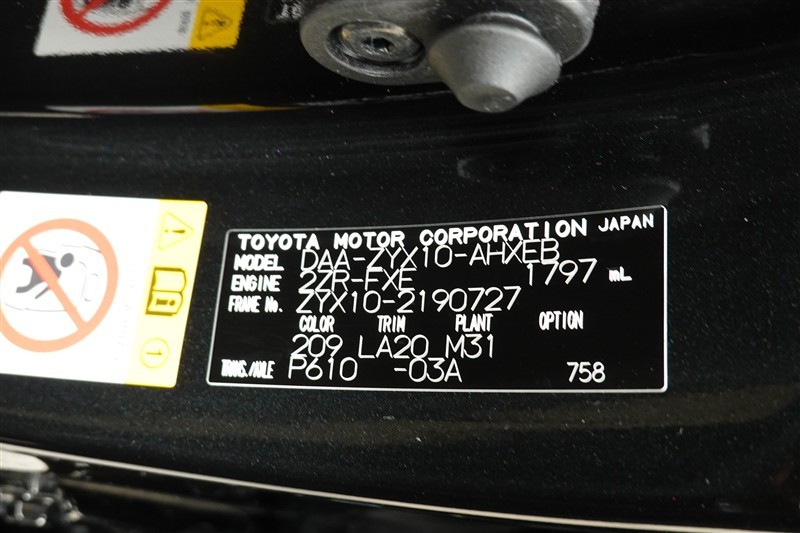 TOYOTA MOTOR CORPORATION JAPAN
MODEL DAA-ZYX10-AHXEB
ENGINE 2ZR-FXE 1797 mL
FRAME No. ZYX10-2190727
COLOR TRIM PLANT OPTION
209 LA20 M31
TRANS./AXLE P610 -03A 758
1